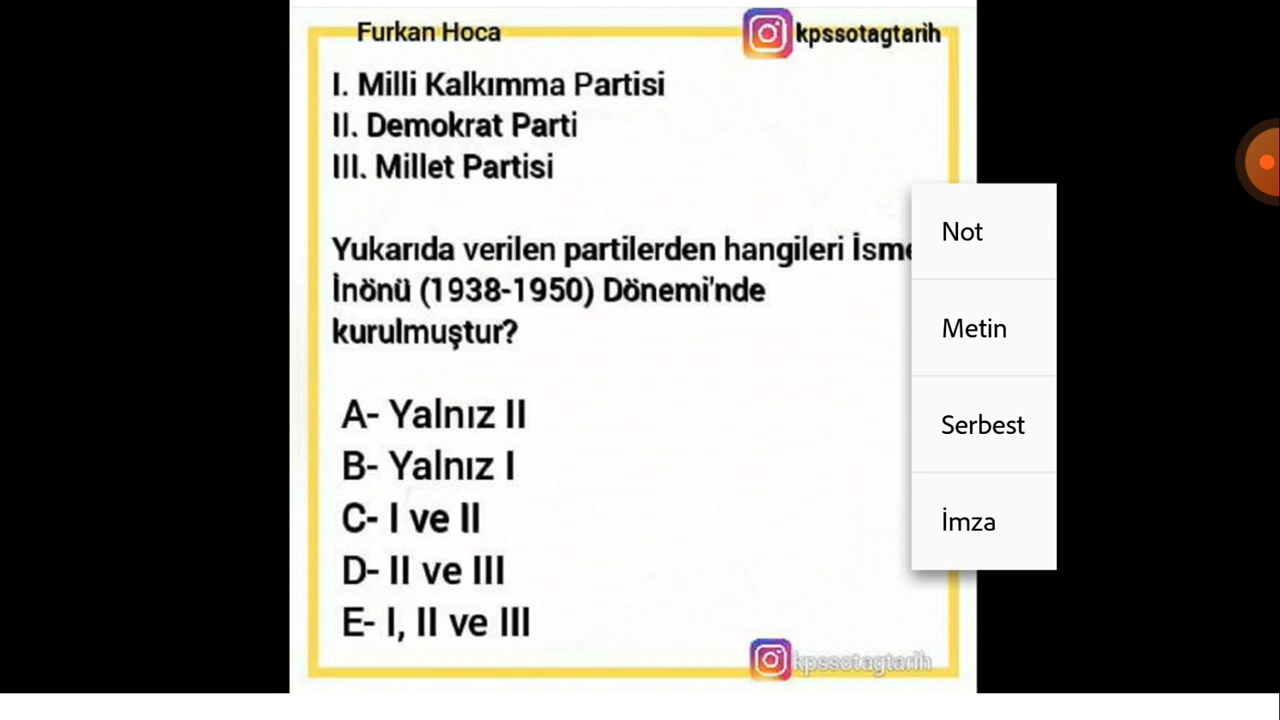 Furkan Hoca
kpssotagtarih
I. Milli Kalkımma Partisi
II. Demokrat Parti
III. Millet Partisi
Yukarıda verilen partilerden hangileri İsme
İnönü (1938-1950) Dönemi'nde
kurulmuştur?
A- Yalnız II
B- Yalnız I
C- I ve II
D- II ve III
E- I, II ve III
Not
Metin
Serbest
İmza
kpssotagtarih